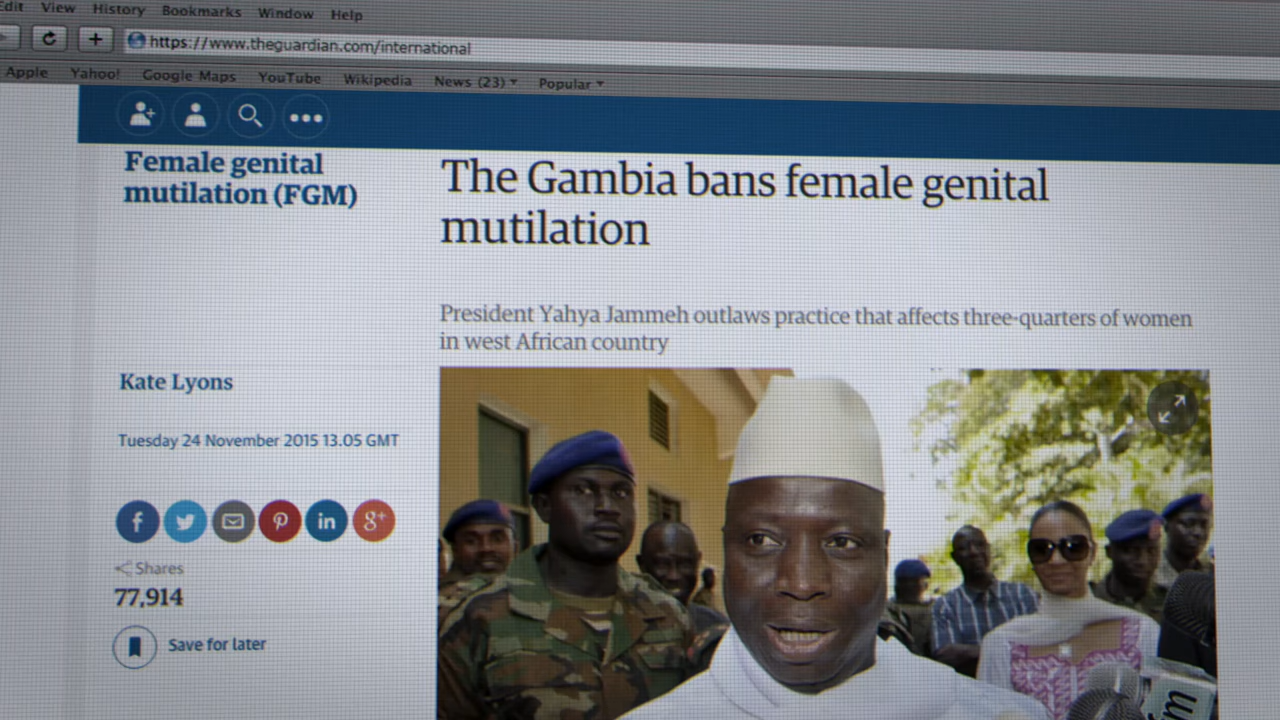 Edit View History Bookmarks Window Help
https://www.theguardian.com/international
Apple Yahoo! Google Maps YouTube Wikipedia News (23) Popular
Female genital
mutilation (FGM)
The Gambia bans female genital
mutilation
President Yahya Jammeh outlaws practice that affects three-quarters of women
in west African country
Kate Lyons
Tuesday 24 November 2015 13.05 GMT
f in g+
Shares
77,914
Save for later